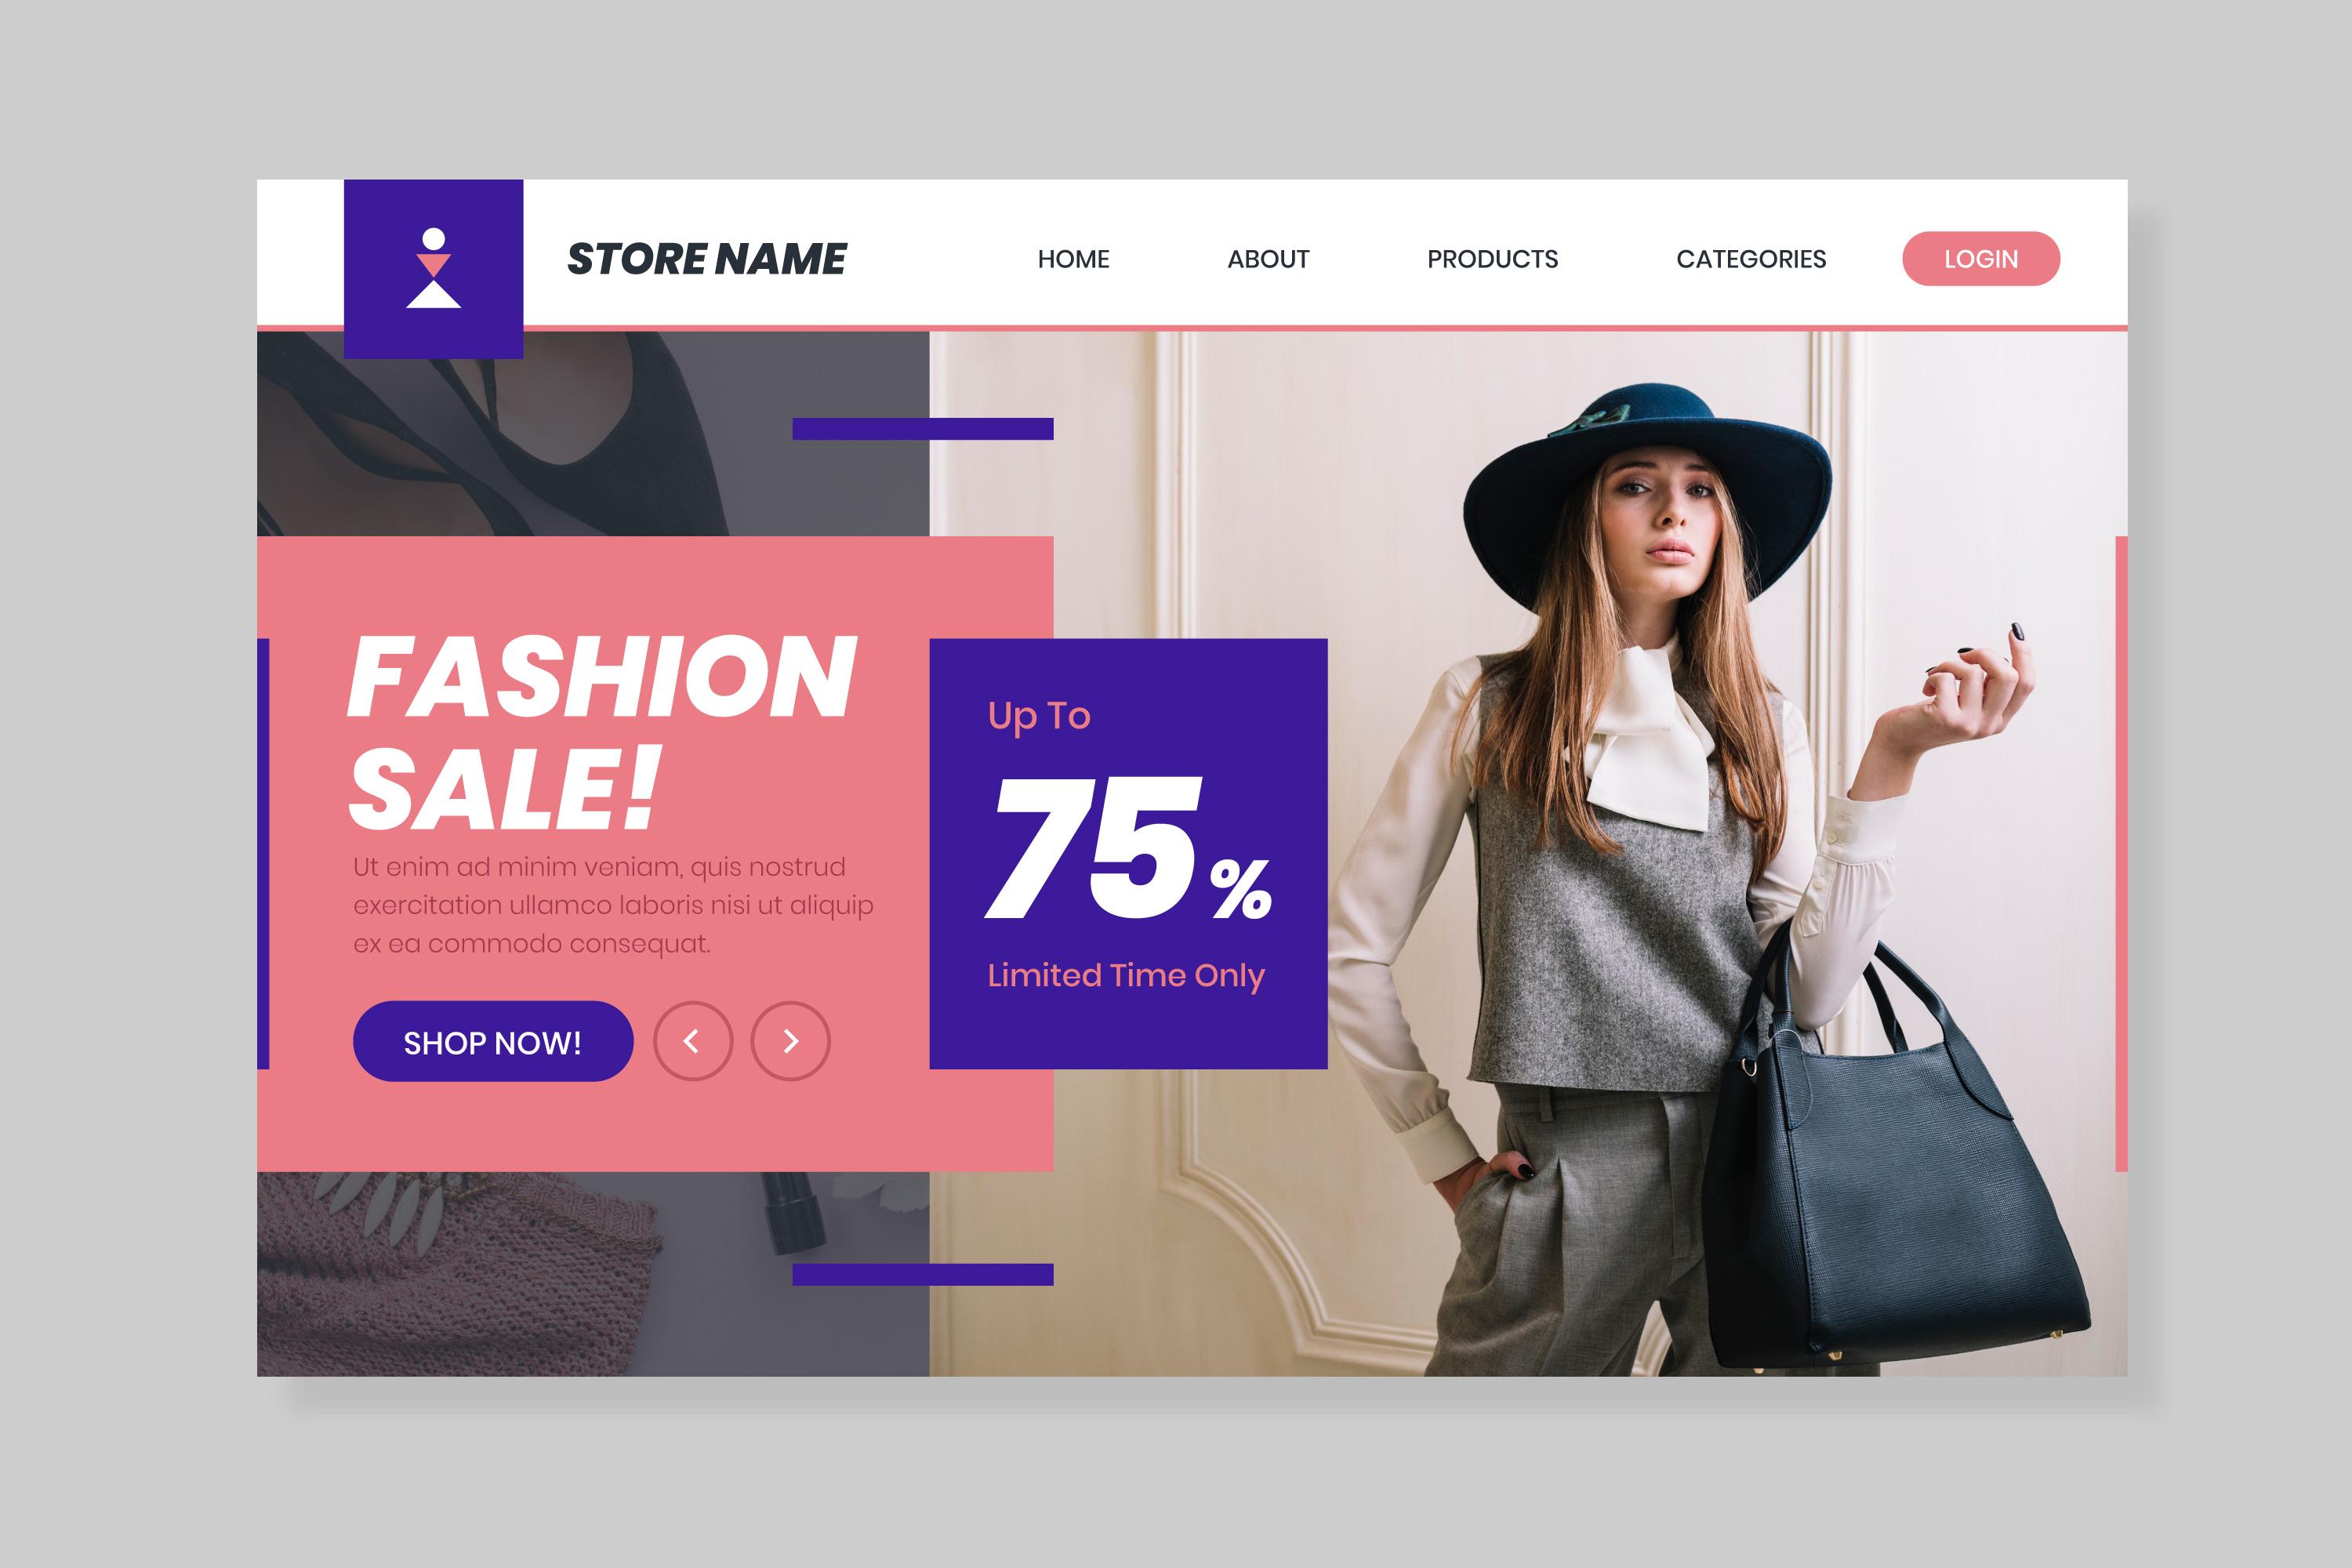 STORE NAME
HOME
ABOUT
PRODUCTS
CATEGORIES
LOGIN
FASHION
SALE!
Ut enim ad minim veniam, quis nostrud
exercitation ullamco laboris nisi ut aliquip
ex ea commodo consequat.
SHOP NOW!
Up To
75%
Limited Time Only